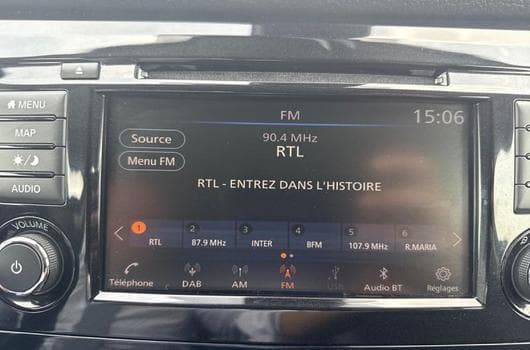 FM
15:06
MENU
MAP
AUDIO
VOLUME
Source
Menu FM
90.4 MHz
RTL
RTL - ENTREZ DANS L'HISTOIRE
1 2 3 4 5 6
RTL 87.9 MHz INTER BFM 107.9 MHz R.MARIA
Téléphone DAB AM FM USB Audio BT Réglages